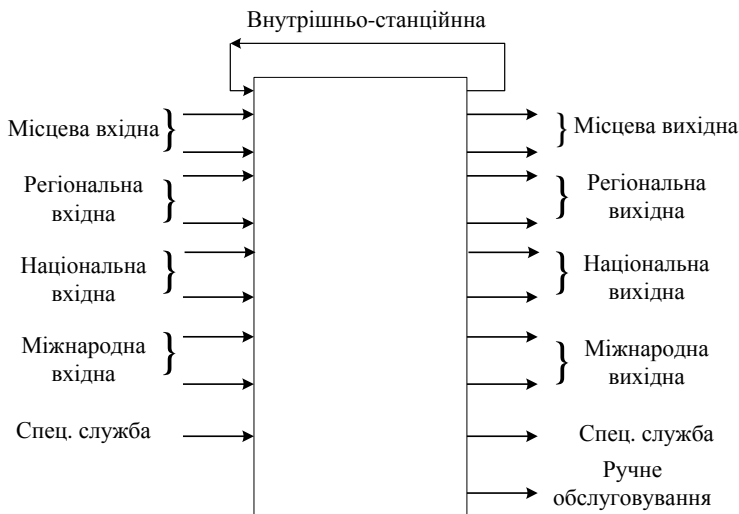 Внутрішньо-станційнна
Місцева вхідна
Регіональна
вхідна
Національна
вхідна
Міжнародна
вхідна
Спец. служба
Місцева вихідна
Регіональна
вихідна
Національна
вихідна
Міжнародна
вихідна
Спец. служба
Ручне
обслуговування